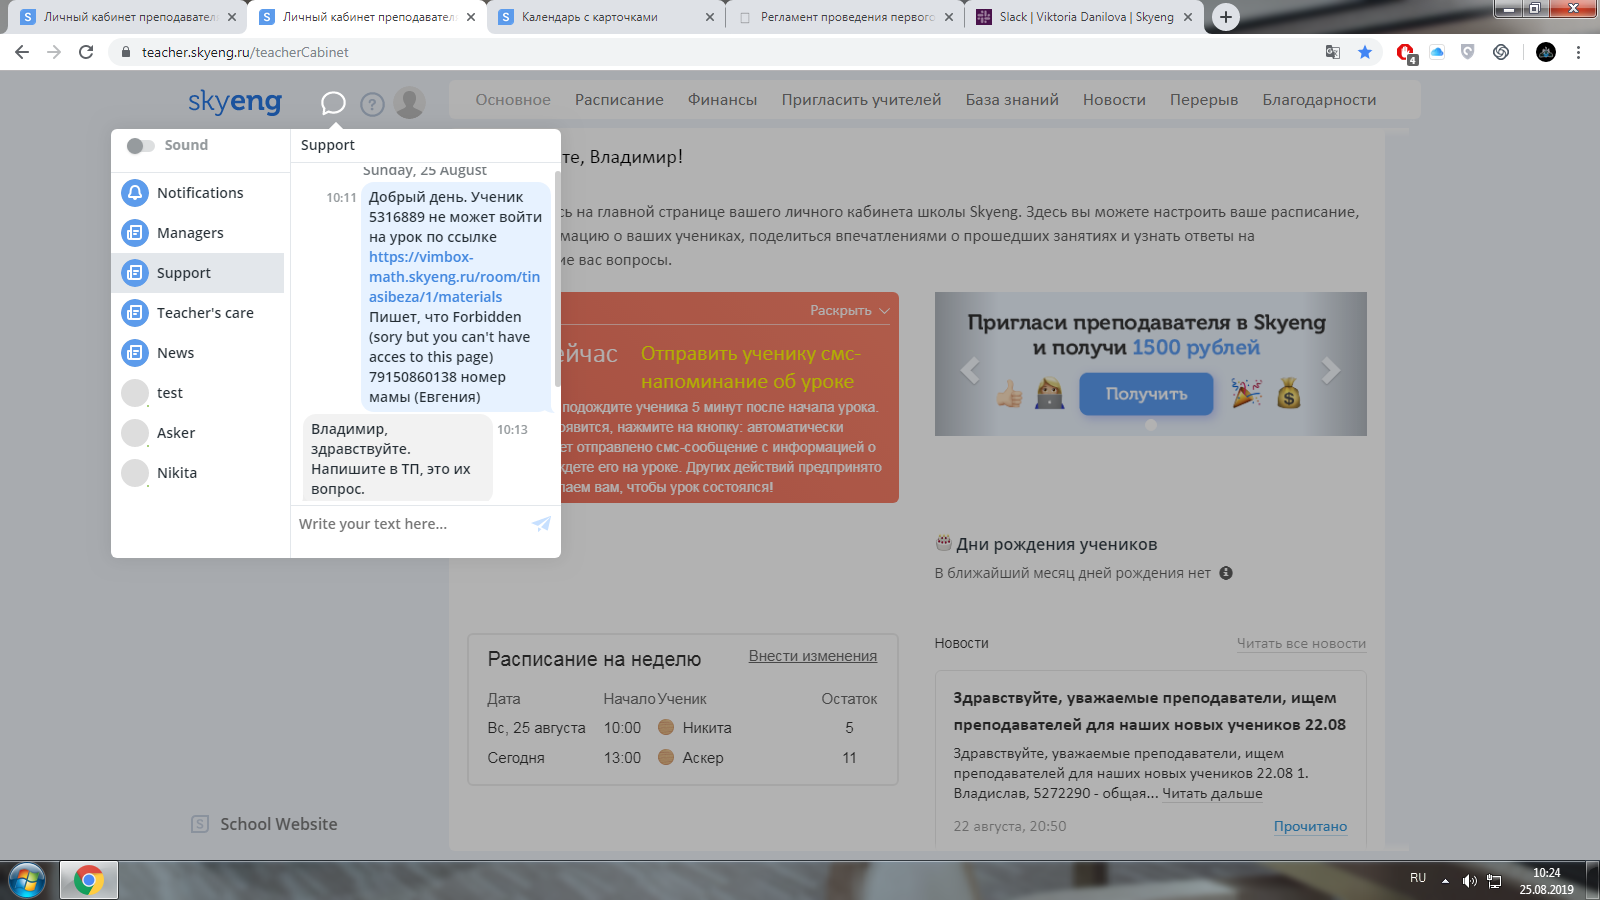 Личный кабинет преподавател
Личный кабинет преподавател
Календарь с карточками
Регламент проведения первого
Slack | Viktoria Danilova | Skyeng
teacher.skyeng.ru/teacherCabinet
4
skyeng
?
Основное
Расписание
Финансы
Пригласить учителей
База знаний
Новости
Перерыв
Благодарности
Sound
Notifications
Managers
Support
Teacher's care
News
test
Asker
Nikita
Support
Sunday, 25 August
10:11
Добрый день. Ученик
5316889 не может войти
на урок по ссылке
https://vimbox-
math.skyeng.ru/room/tin
asibeza/1/materials
Пишет, что Forbidden
(sory but you can't have
acces to this page)
79150860138 номер
мамы (Евгения)
Владимир,
здравствуйте.
Напишите в ТП, это их
вопрос.
10:13
Write your text here...
те, Владимир!
сь на главной странице вашего личного кабинета школы Skyeng. Здесь вы можете настроить ваше расписание,
мацию о ваших учениках, поделиться впечатлениями о прошедших занятиях и узнать ответы на
ие вас вопросы.
Раскрыть
ейчас
Отправить ученику смс-
напоминание об уроке
подождите ученика 5 минут после начала урока.
явится, нажмите на кнопку: автоматически
ет отправлено смс-сообщение с информацией о
ждете его на уроке. Других действий предпринято
лаем вам, чтобы урок состоялся!
Пригласи преподавателя в Skyeng
и получи 1500 рублей
Получить
Дни рождения учеников
В ближайший месяц дней рождения нет
Расписание на неделю
Внести изменения
Дата Начало Ученик Остаток
Вс, 25 августа 10:00 Никита 5
Сегодня 13:00 Аскер 11
Новости
Читать все новости
Здравствуйте, уважаемые преподаватели, ищем
преподавателей для наших новых учеников 22.08
Здравствуйте, уважаемые преподаватели, ищем
преподавателей для наших новых учеников 22.08 1.
Владислав, 5272290 - общая... Читать дальше
22 августа, 20:50
Прочитано
School Website
RU
10:24
25.08.2019